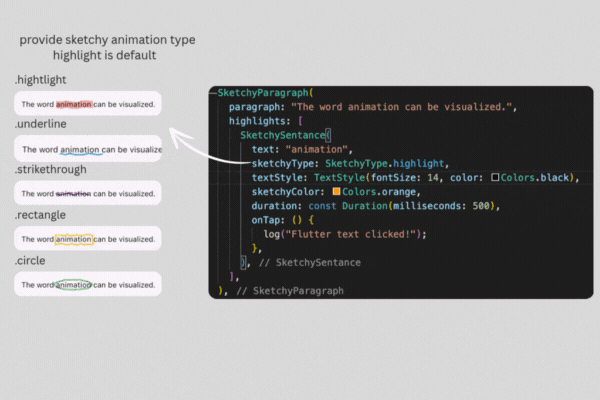 provide sketchy animation type
highlight is default
.hightlight
The word animation can be visualized.
.underline
The word animation can be visualize
.strikethrough
The word animation can be visualized.
.rectangle
The word animation can be visualized.
.circle
The word animation can be visualized.
SketchyParagraph(
paragraph: "The word animation can be visualized.",
highlights: [
SketchySentance(
text: "animation",
sketchyType: SketchyType.highlight,
textStyle: TextStyle(fontSize: 14, color: Colors.black),
sketchyColor: Colors.orange,
duration: const Duration(milliseconds: 500),
onTap: () {
log("Flutter text clicked!");
},
), // SketchySentance
],
), // SketchyParagraph